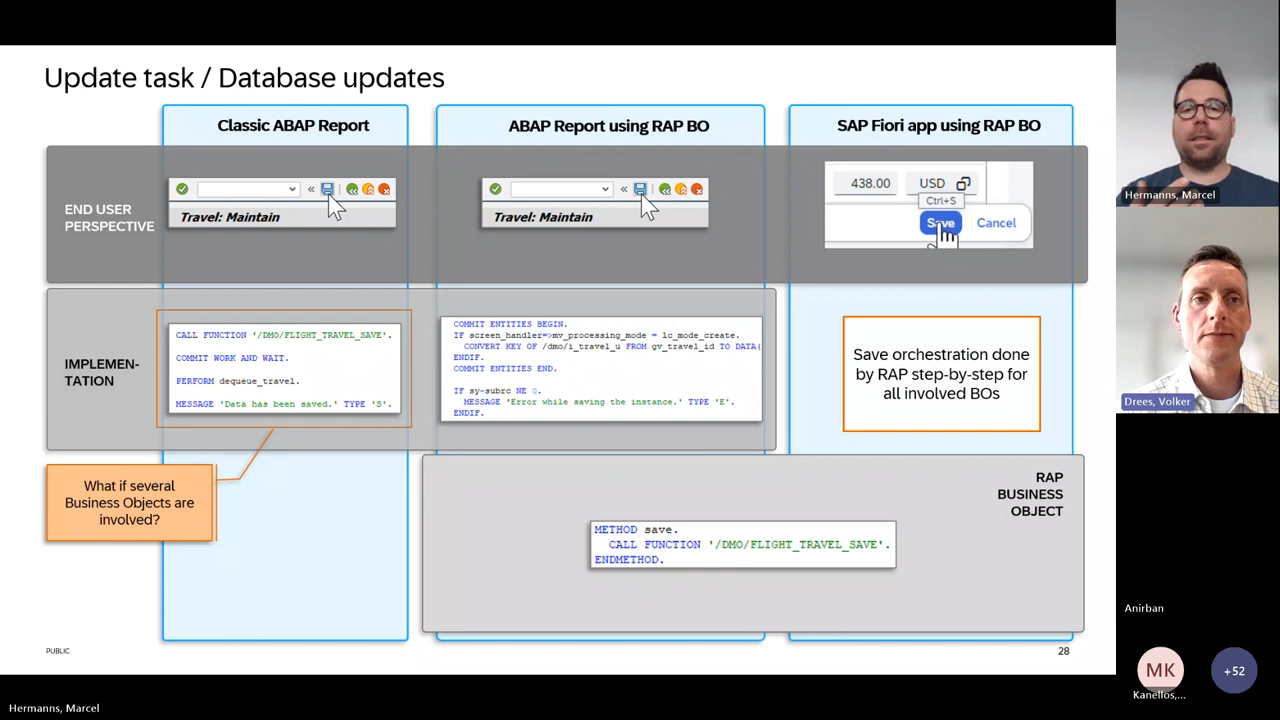 Update task / Database updates
Classic ABAP Report
ABAP Report using RAP BO
SAP Fiori app using RAP BO
END USER
PERSPECTIVE
Travel: Maintain
Travel: Maintain
438.00 USD
Ctrl+S
Save Cancel
IMPLEMEN-
TATION
CALL FUNCTION '/DMO/FLIGHT_TRAVEL_SAVE'.
COMMIT WORK AND WAIT.
PERFORM dequeue_travel.
MESSAGE 'Data has been saved.' TYPE 'S'.
COMMIT ENTITIES BEGIN.
IF screen_handler=>mv_processing_mode = lc_mode_create.
CONVERT KEY OF /dmo/i_travel_u FROM gv_travel_id TO DATA(
ENDIF.
COMMIT ENTITIES END.
IF sy-subrc NE 0.
MESSAGE 'Error while saving the instance.' TYPE 'E'.
ENDIF.
Save orchestration done
by RAP step-by-step for
all involved BOs
What if several
Business Objects are
involved?
RAP
BUSINESS
OBJECT
METHOD save.
CALL FUNCTION '/DMO/FLIGHT_TRAVEL_SAVE'.
ENDMETHOD.
PUBLIC
28
Hermanns, Marcel
Hermanns, Marcel
Drees, Volker
Anirban
MK
Kanellos,...
+52